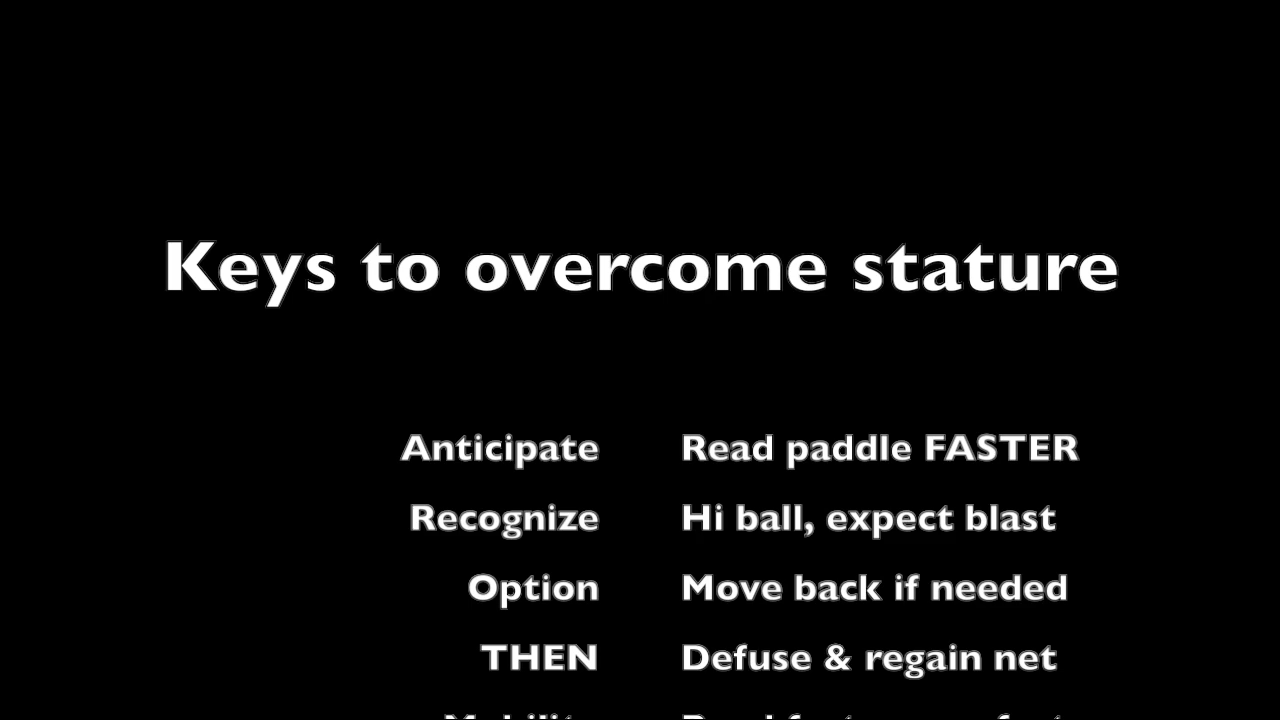 Keys to overcome stature
Anticipate Read paddle FASTER
Recognize Hi ball, expect blast
Option Move back if needed
THEN Defuse & regain net